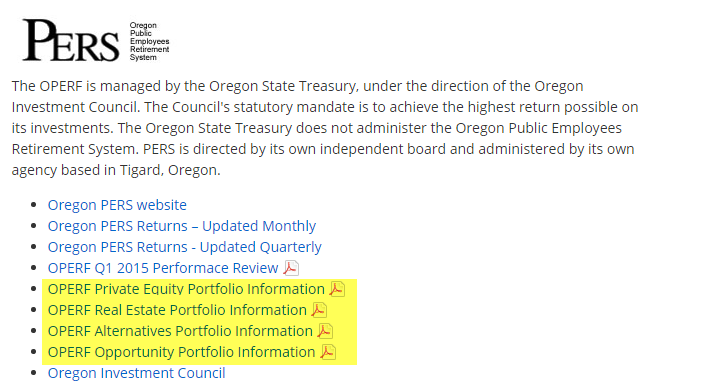 PERS
Oregon
Public
Employees
Retirement
System
The OPERF is managed by the Oregon State Treasury, under the direction of the Oregon
Investment Council. The Council's statutory mandate is to achieve the highest return possible on
its investments. The Oregon State Treasury does not administer the Oregon Public Employees
Retirement System. PERS is directed by its own independent board and administered by its own
agency based in Tigard, Oregon.
• Oregon PERS website
• Oregon PERS Returns – Updated Monthly
• Oregon PERS Returns - Updated Quarterly
• OPERF Q1 2015 Performace Review
• OPERF Private Equity Portfolio Information
• OPERF Real Estate Portfolio Information
• OPERF Alternatives Portfolio Information
• OPERF Opportunity Portfolio Information
• Oregon Investment Council